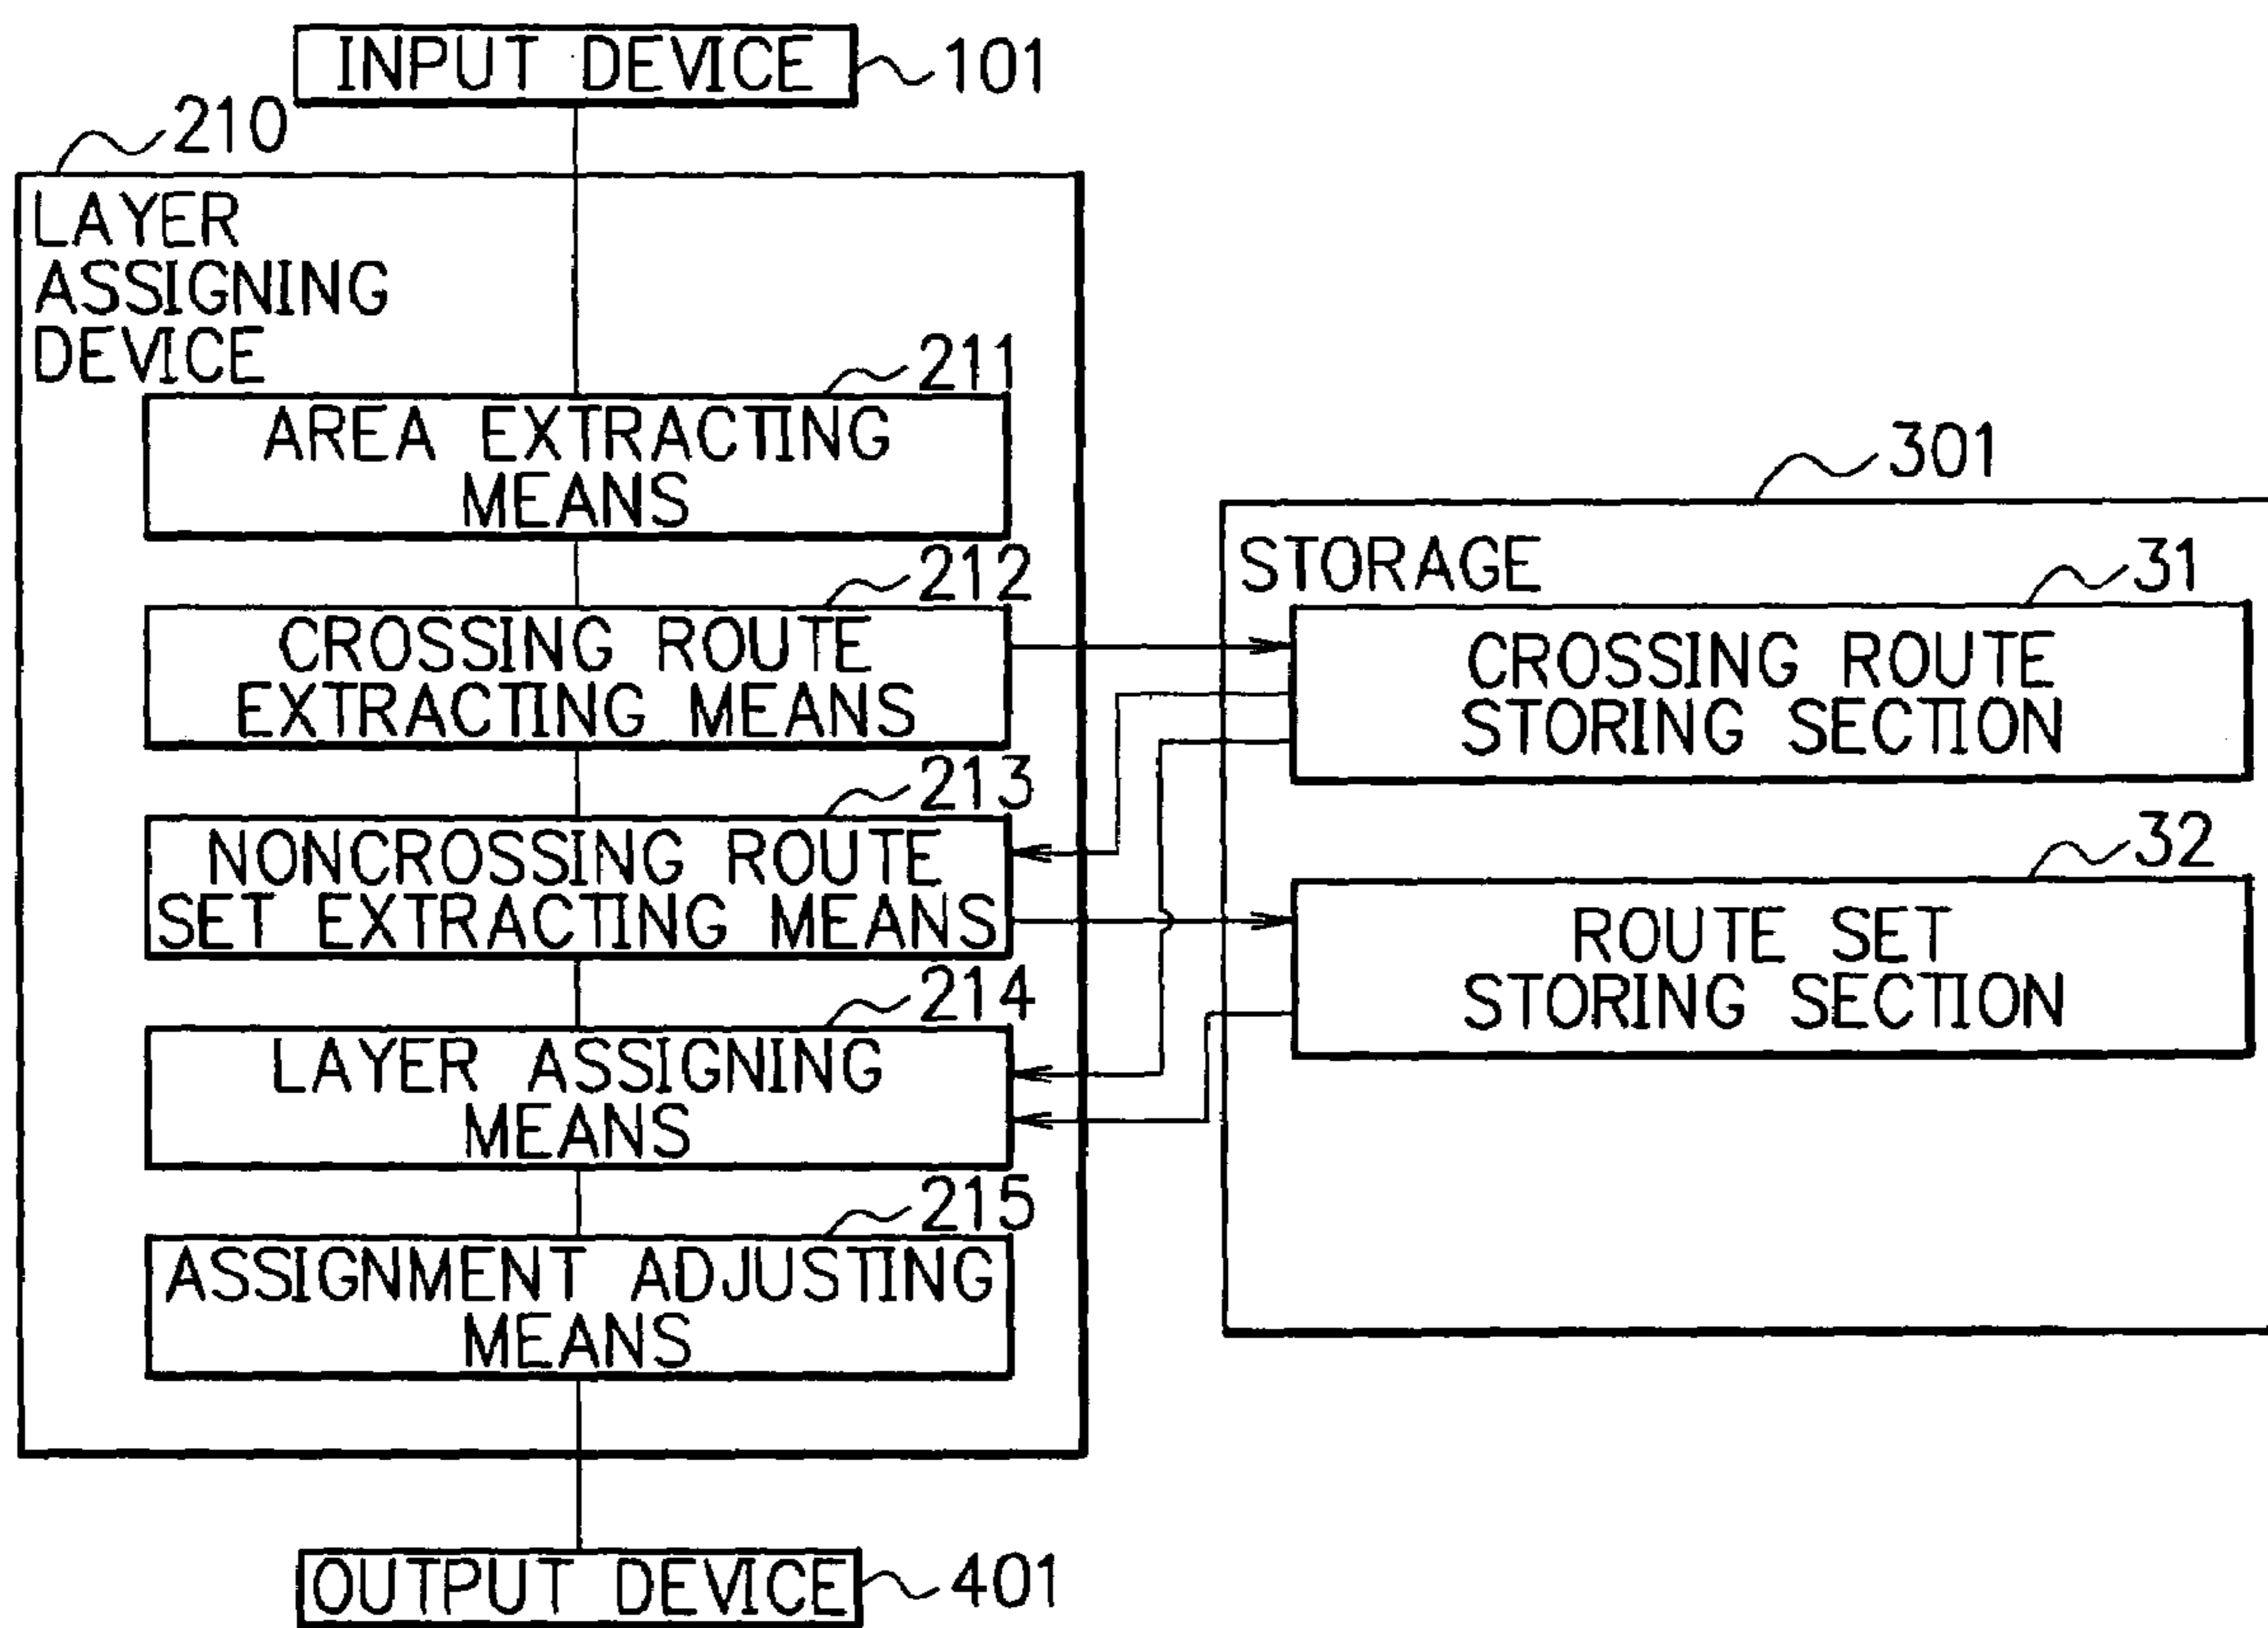 INPUT DEVICE
101
210
LAYER
ASSIGNING
DEVICE
211
AREA EXTRACTING
MEANS
212
CROSSING ROUTE
EXTRACTING MEANS
213
NONCROSSING ROUTE
SET EXTRACTING MEANS
214
LAYER ASSIGNING
MEANS
215
ASSIGNMENT ADJUSTING
MEANS
301
STORAGE
31
CROSSING ROUTE
STORING SECTION
32
ROUTE SET
STORING SECTION
OUTPUT DEVICE
401